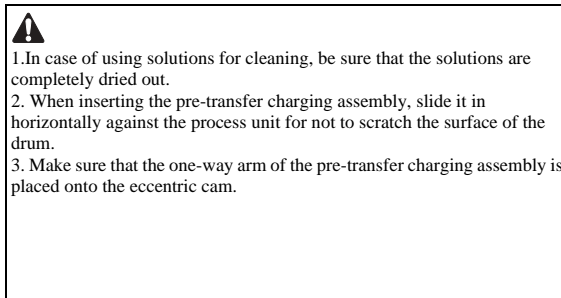 1.In case of using solutions for cleaning, be sure that the solutions are
completely dried out.
2. When inserting the pre-transfer charging assembly, slide it in
horizontally against the process unit for not to scratch the surface of the
drum.
3. Make sure that the one-way arm of the pre-transfer charging assembly is
placed onto the eccentric cam.